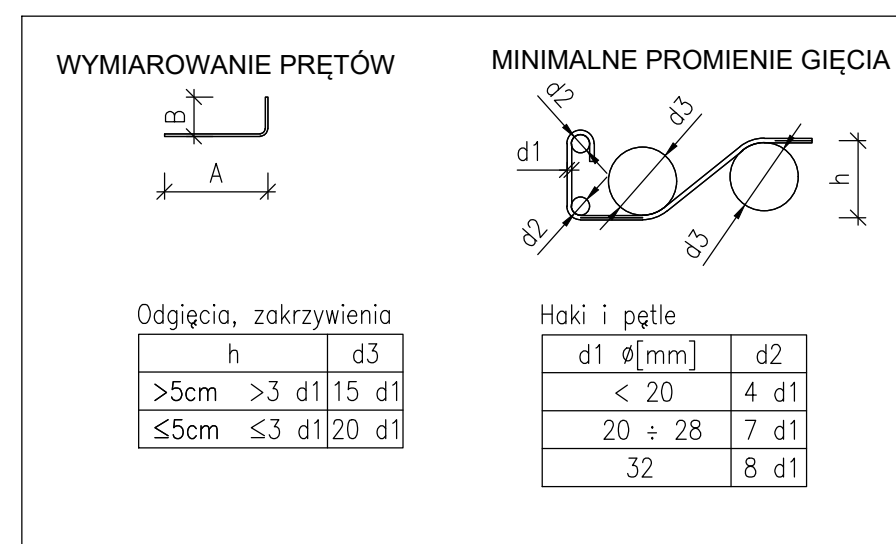 WYMIAROWANIE PRĘTÓW
B
A
MINIMALNE PROMIENIE GIĘCIA
d2
d3
d1
h
d2
d3
Odgięcia, zakrzywienia
h d3
>5cm >3 d1 15 d1
≤5cm ≤3 d1 20 d1
Haki i pętle
d1 ø[mm] d2
< 20 4 d1
20 ÷ 28 7 d1
32 8 d1